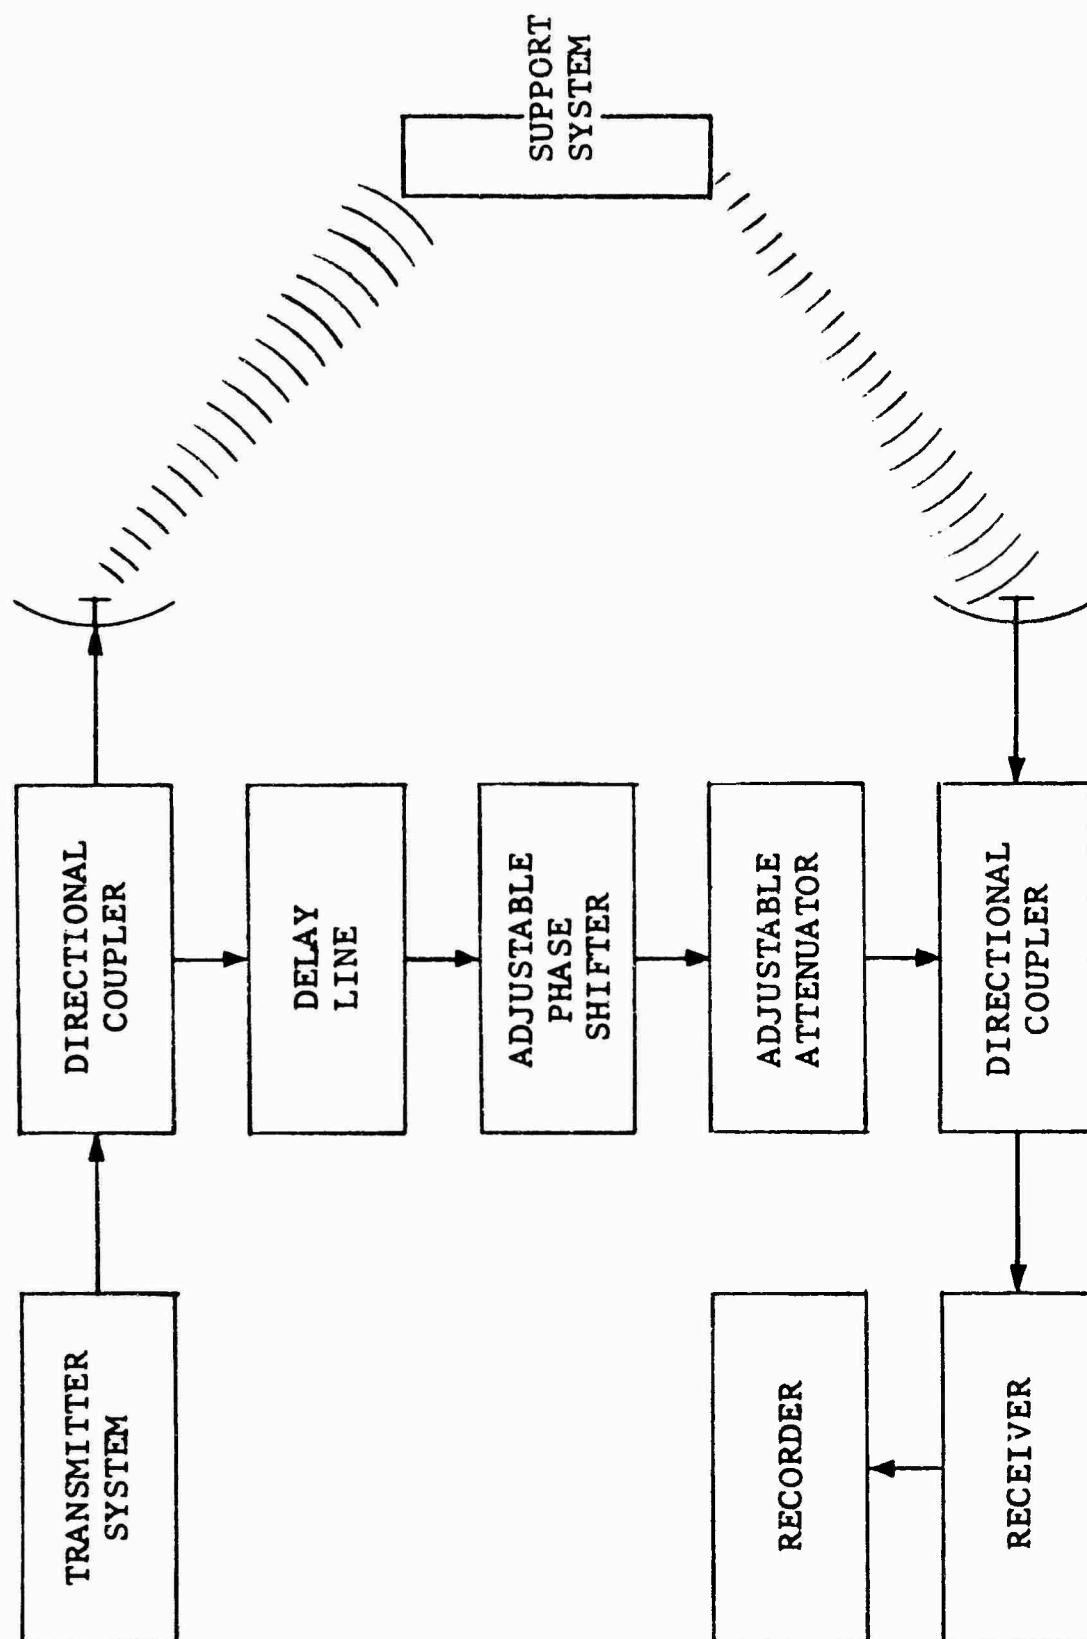 TRANSMITTER
SYSTEM
DIRECTIONAL
COUPLER
DELAY
LINE
ADJUSTABLE
PHASE
SHIFTER
ADJUSTABLE
ATTENUATOR
DIRECTIONAL
COUPLER
RECORDER
RECEIVER
SUPPORT
SYSTEM